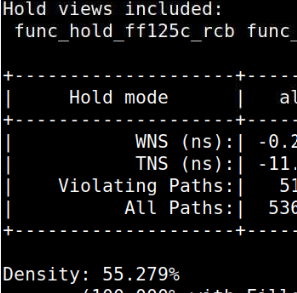 Hold views included:
func_hold_ff125c_rcb func_
+--------------------+-----
|     Hold mode      |   al
+--------------------+-----
|           WNS (ns):| -0.2
|           TNS (ns):| -11.
|    Violating Paths:|   51
|          All Paths:|  536
+--------------------+-----
Density: 55.279%